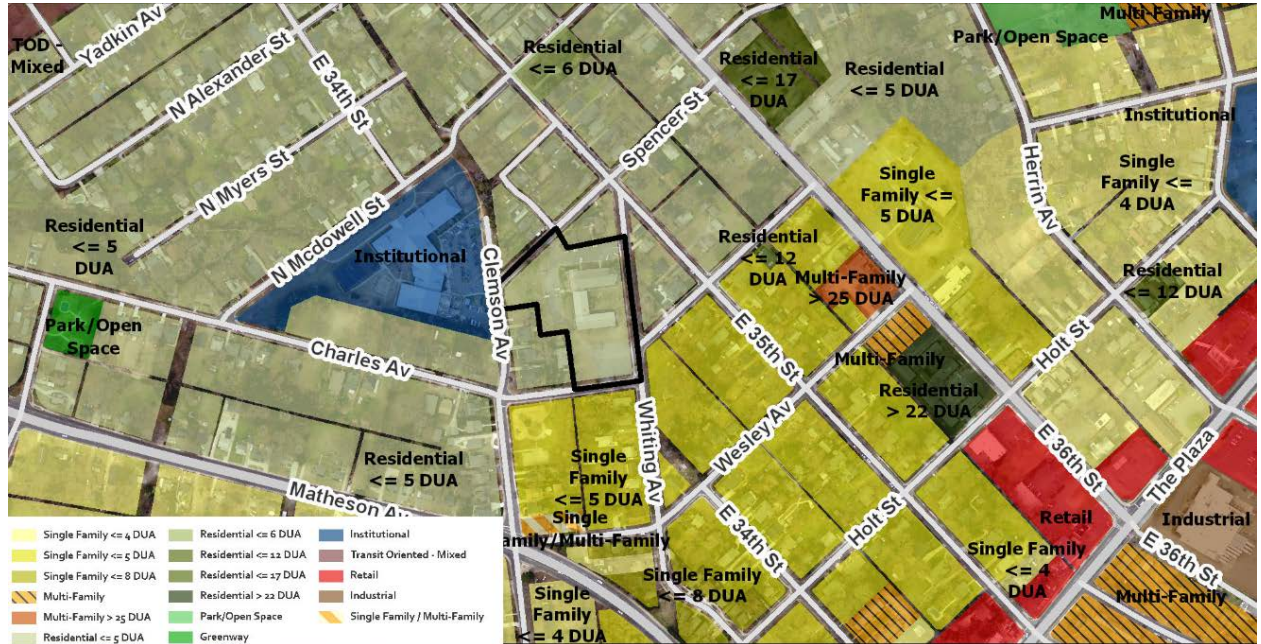 TOD -
Mixed
Yadkin Av
N Alexander St
E 34th St
N Myers St
Residential
<= 6 DUA
Residential
<= 17
DUA
Residential
<= 5 DUA
Park/Open Space
Multi-Family
Institutional
Spencer St
Herrin Av
Single
Family <=
5 DUA
Single
Family <=
4 DUA
Residential
<= 5
DUA
N Mcdowell St
Institutional
Clemson Av
Residential
<= 12
DUA
Multi-Family
> 25 DUA
Residential
<= 12 DUA
Park/Open
Space
Charles Av
E 35th St
Multi-Family
Holt St
Residential
> 22 DUA
Whiting Av
Wesley Av
E 36th St
The Plaza
Residential
<= 5 DUA
Matheson Av
Single
Family
<= 5 DUA
Single
Family/Multi-Family
E 34th St
Holt St
Retail
Industrial
E 36th St
Single Family
<= 8 DUA
Single Family
<= 4
DUA
Multi-Family
Single
Family
<= 4 DUA
Single Family <= 4 DUA
Single Family <= 5 DUA
Single Family <= 8 DUA
Multi-Family
Multi-Family > 25 DUA
Residential <= 5 DUA
Residential <= 6 DUA
Residential <= 12 DUA
Residential <= 17 DUA
Residential > 22 DUA
Park/Open Space
Greenway
Institutional
Transit Oriented - Mixed
Retail
Industrial
Single Family / Multi-Family